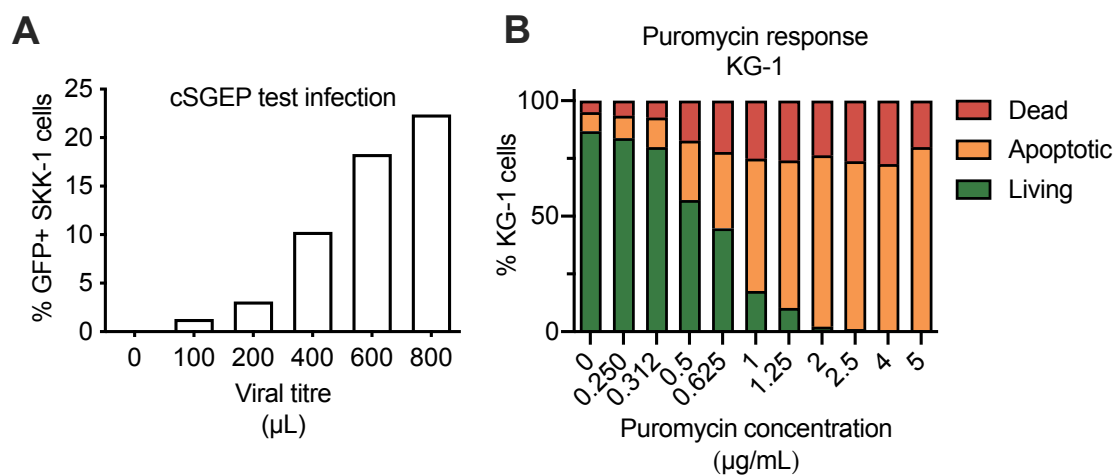 A
cSGEP test infection
% GFP+ SKK-1 cells
25
20
15
10
5
0
0 100 200 400 600 800
Viral titre
(µL)
B
Puromycin response
KG-1
% KG-1 cells
100
50
0
0 0.250 0.312 0.5 0.625 1 1.25 2 2.5 4 5
Puromycin concentration
(µg/mL)
Dead
Apoptotic
Living